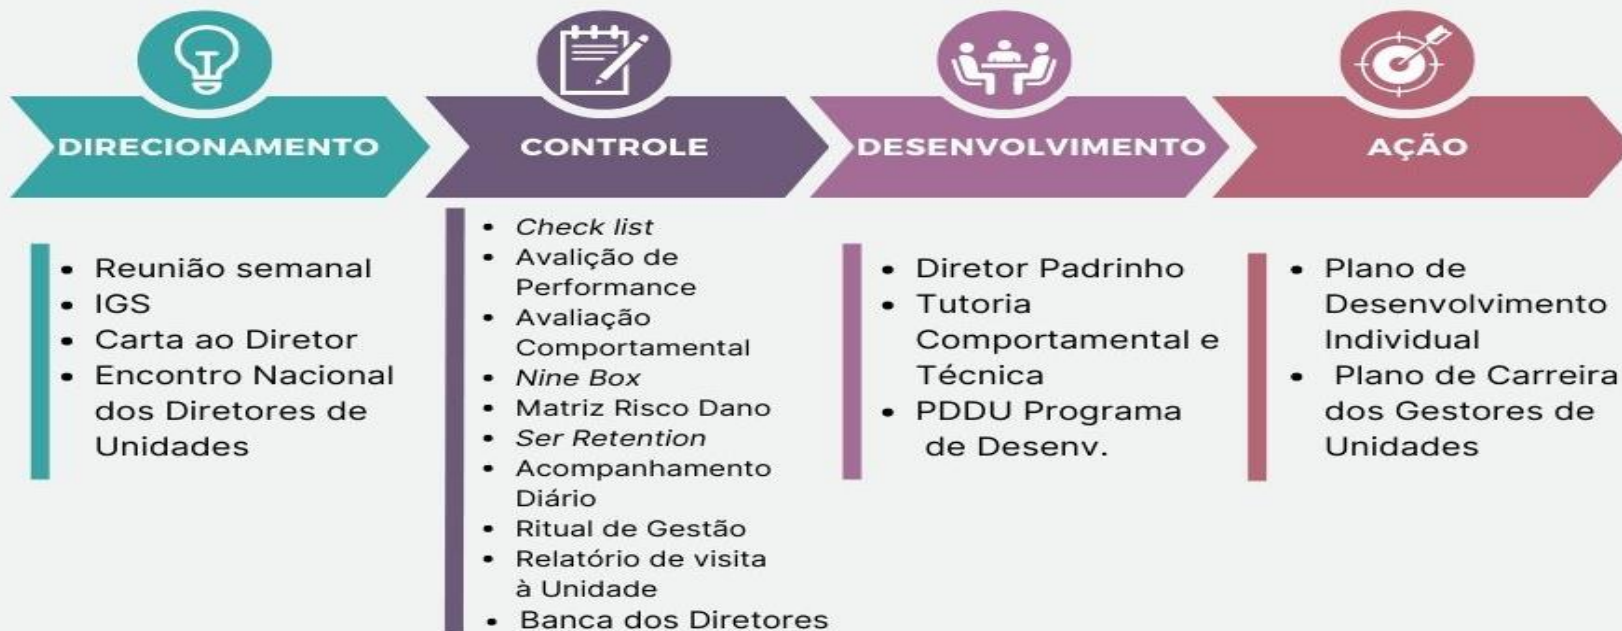 DIRECIONAMENTO
• Reunião semanal
• IGS
• Carta ao Diretor
• Encontro Nacional
dos Diretores de
Unidades
CONTROLE
• Check list
• Avalição de
Performance
• Avaliação
Comportamental
• Nine Box
• Matriz Risco Dano
• Ser Retention
• Acompanhamento
Diário
• Ritual de Gestão
• Relatório de visita
à Unidade
• Banca dos Diretores
DESENVOLVIMENTO
• Diretor Padrinho
• Tutoria
Comportamental e
Técnica
• PDDU Programa
de Desenv.
AÇÃO
• Plano de
Desenvolvimento
Individual
• Plano de Carreira
dos Gestores de
Unidades